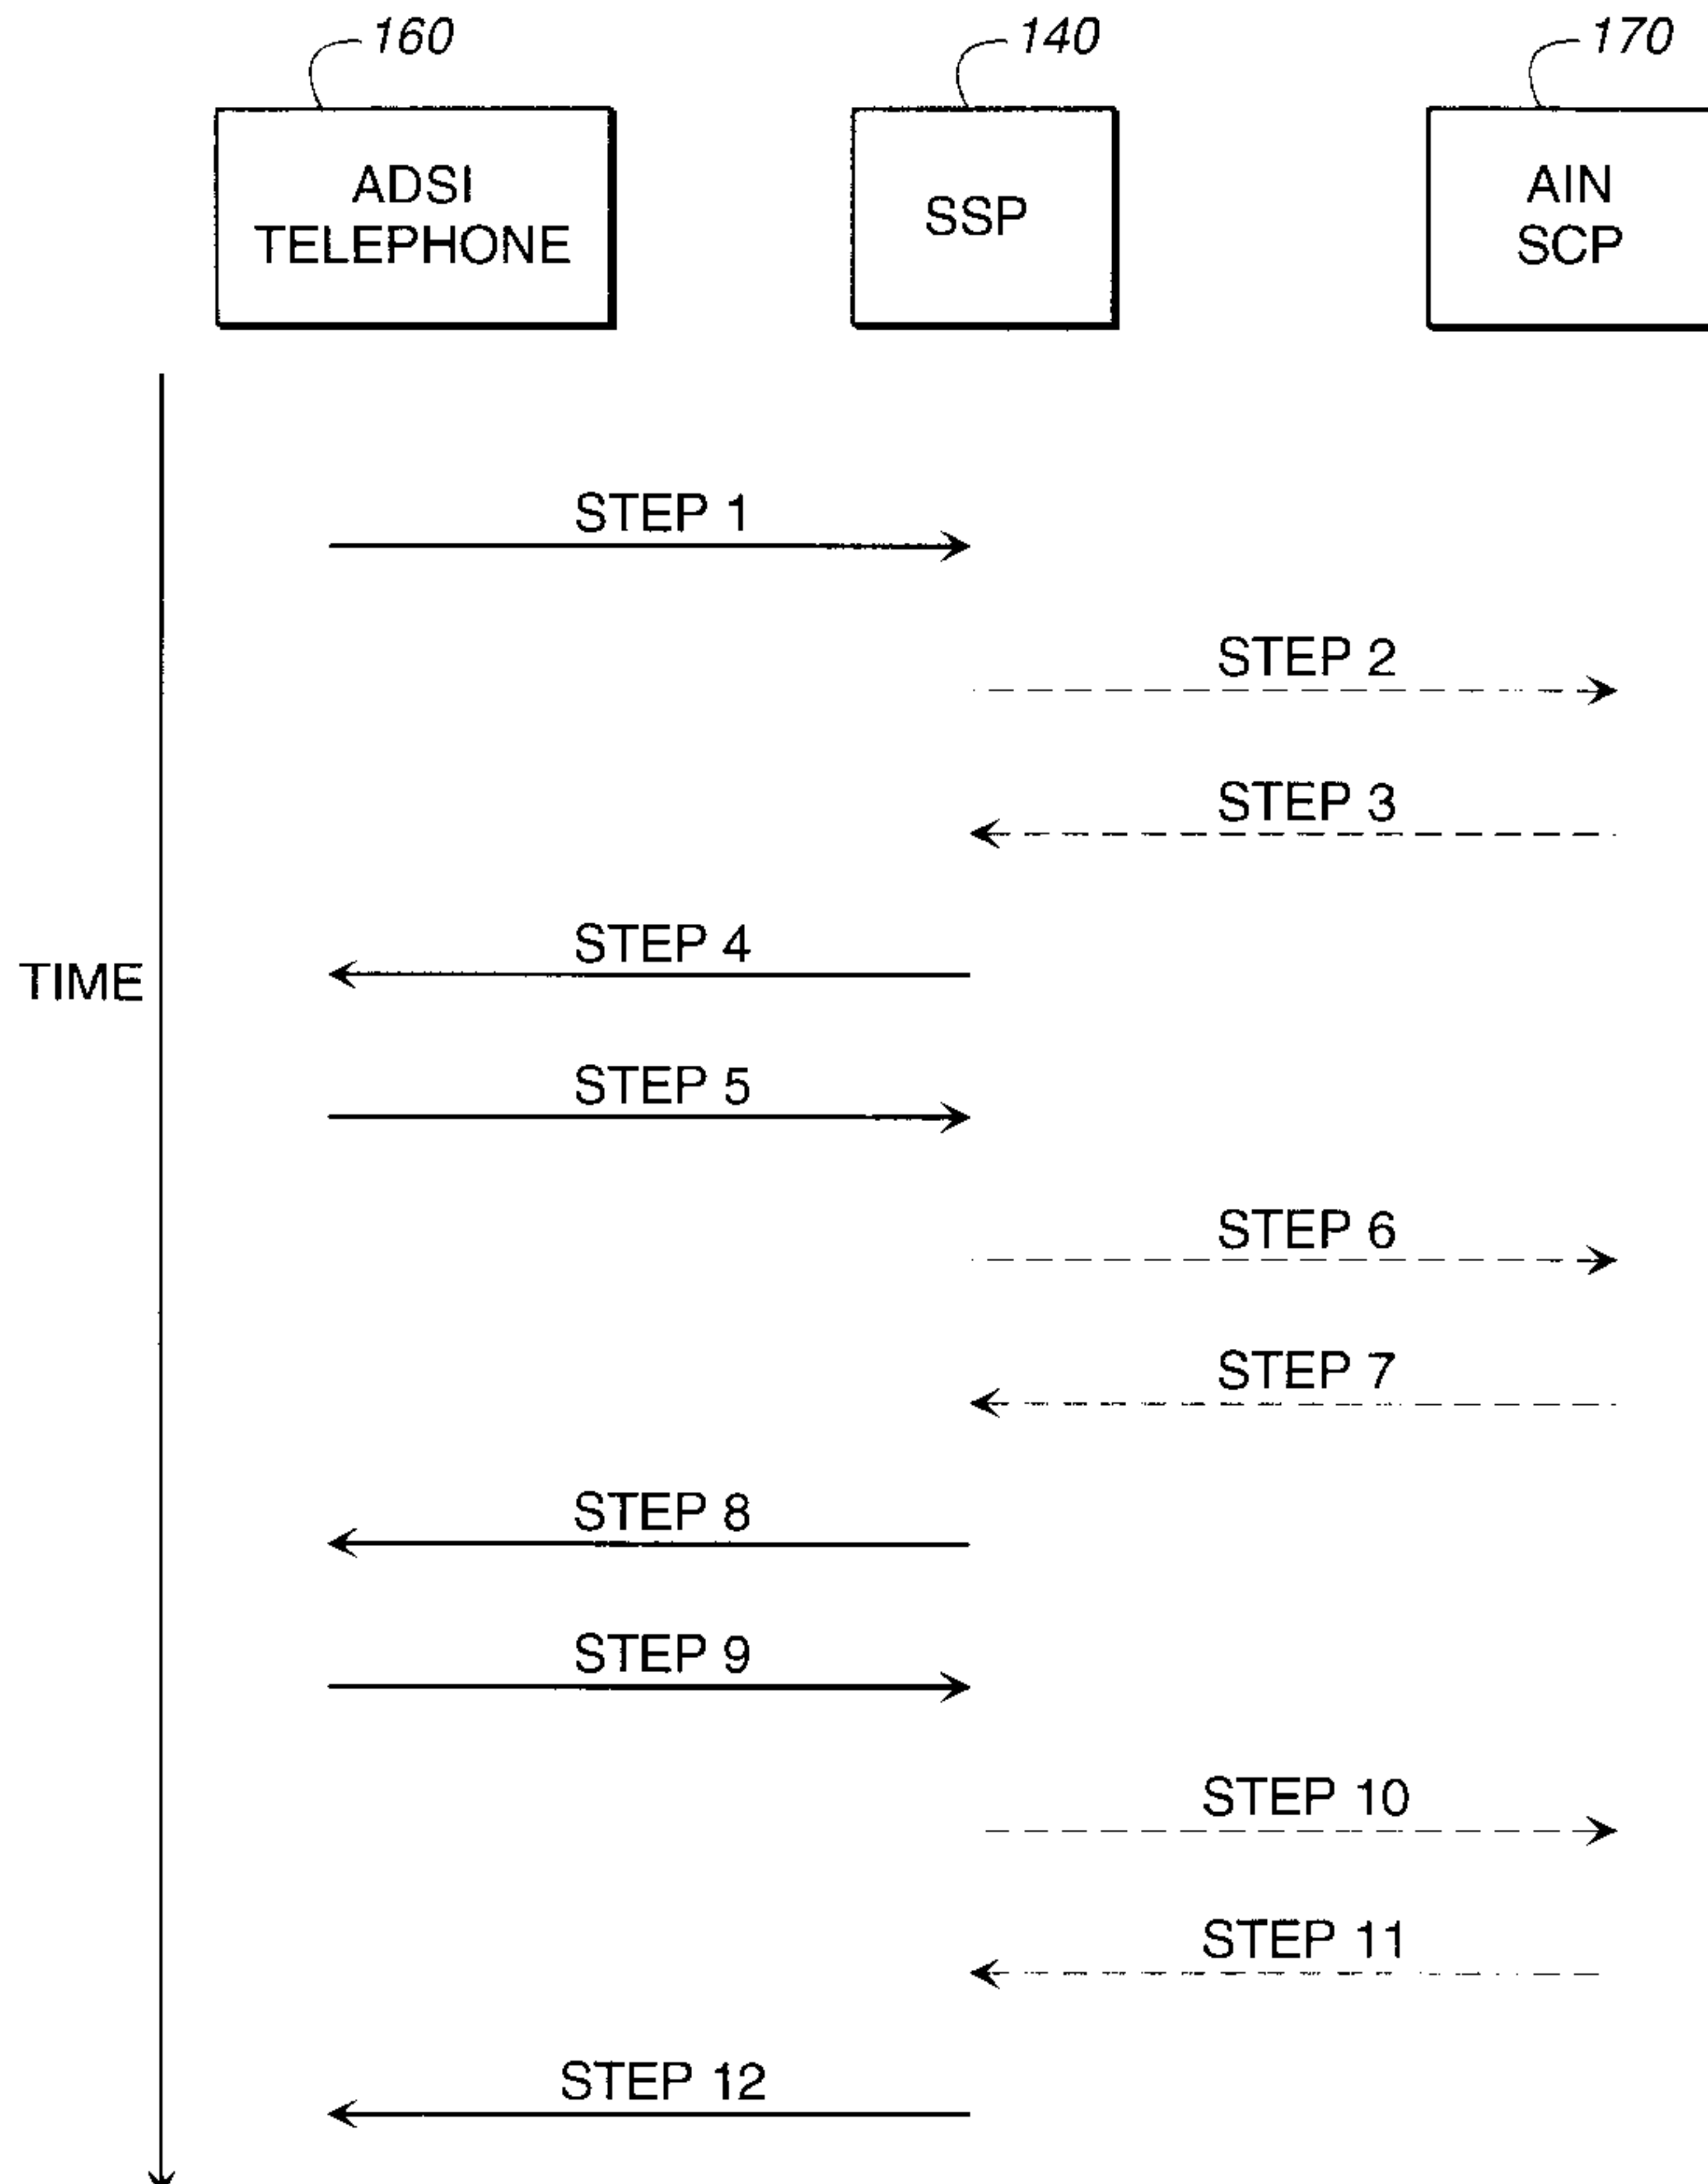 160
140
170
ADSI
TELEPHONE
SSP
AIN
SCP
STEP 1
STEP 2
STEP 3
STEP 4
TIME
STEP 5
STEP 6
STEP 7
STEP 8
STEP 9
STEP 10
STEP 11
STEP 12